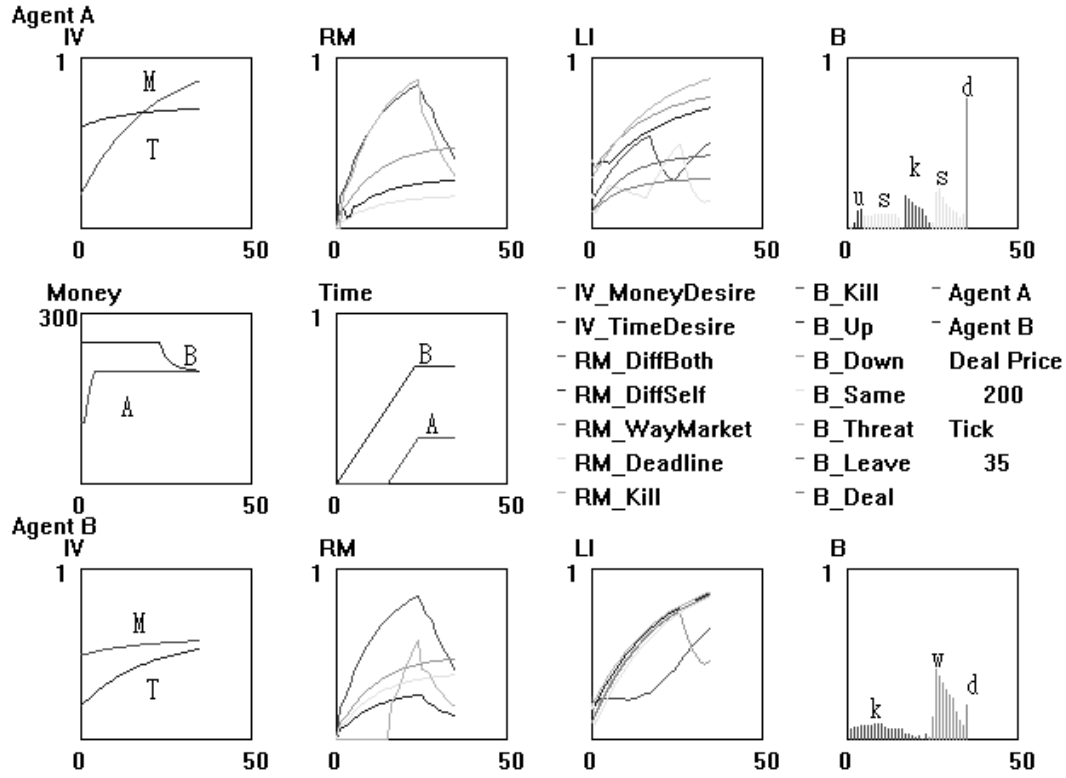 Agent A
IV RM LI B
1 1 1 1
M
T
u s k s d
0 50 0 50 0 50 0 50
Money Time
300 1
B
A
B
A
IV_MoneyDesire B_Kill Agent A
IV_TimeDesire B_Up Agent B
RM_DiffBoth B_Down Deal Price
RM_DiffSelf B_Same 200
RM_WayMarket B_Threat Tick
RM_Deadline B_Leave 35
RM_Kill B_Deal
0 50 0 50
Agent B
IV RM LI B
1 1 1 1
M
T
k w d
0 50 0 50 0 50 0 50